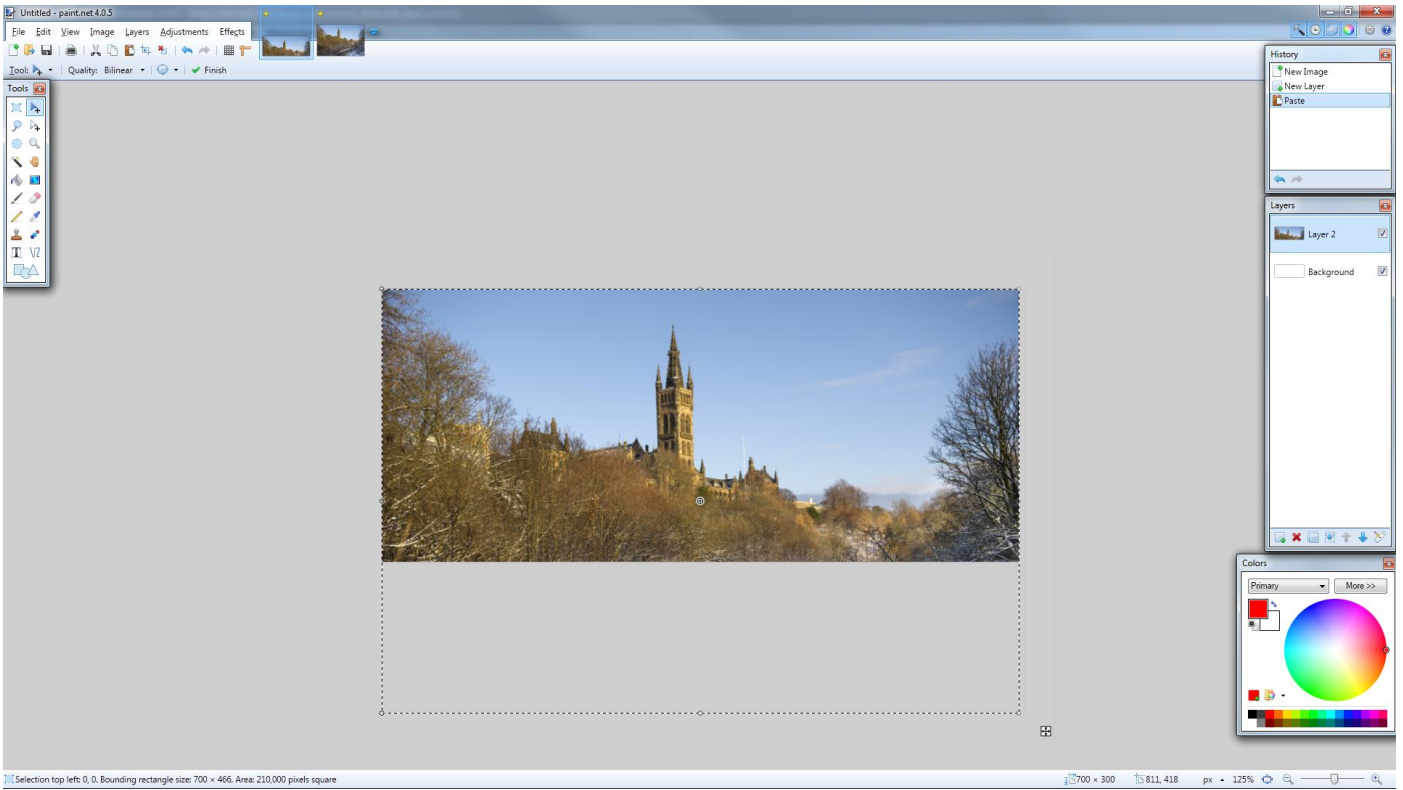 Untitled - paint.net 4.0.5
File Edit View Image Layers Adjustments Effects
Tool: Quality: Bilinear Finish
Tools
History
New Image
New Layer
Paste
Layers
Layer 2
Background
Colors
Primary More >>
Selection top left: 0, 0. Bounding rectangle size: 700 × 466. Area: 210,000 pixels square 700 × 300 811, 418 px 125%